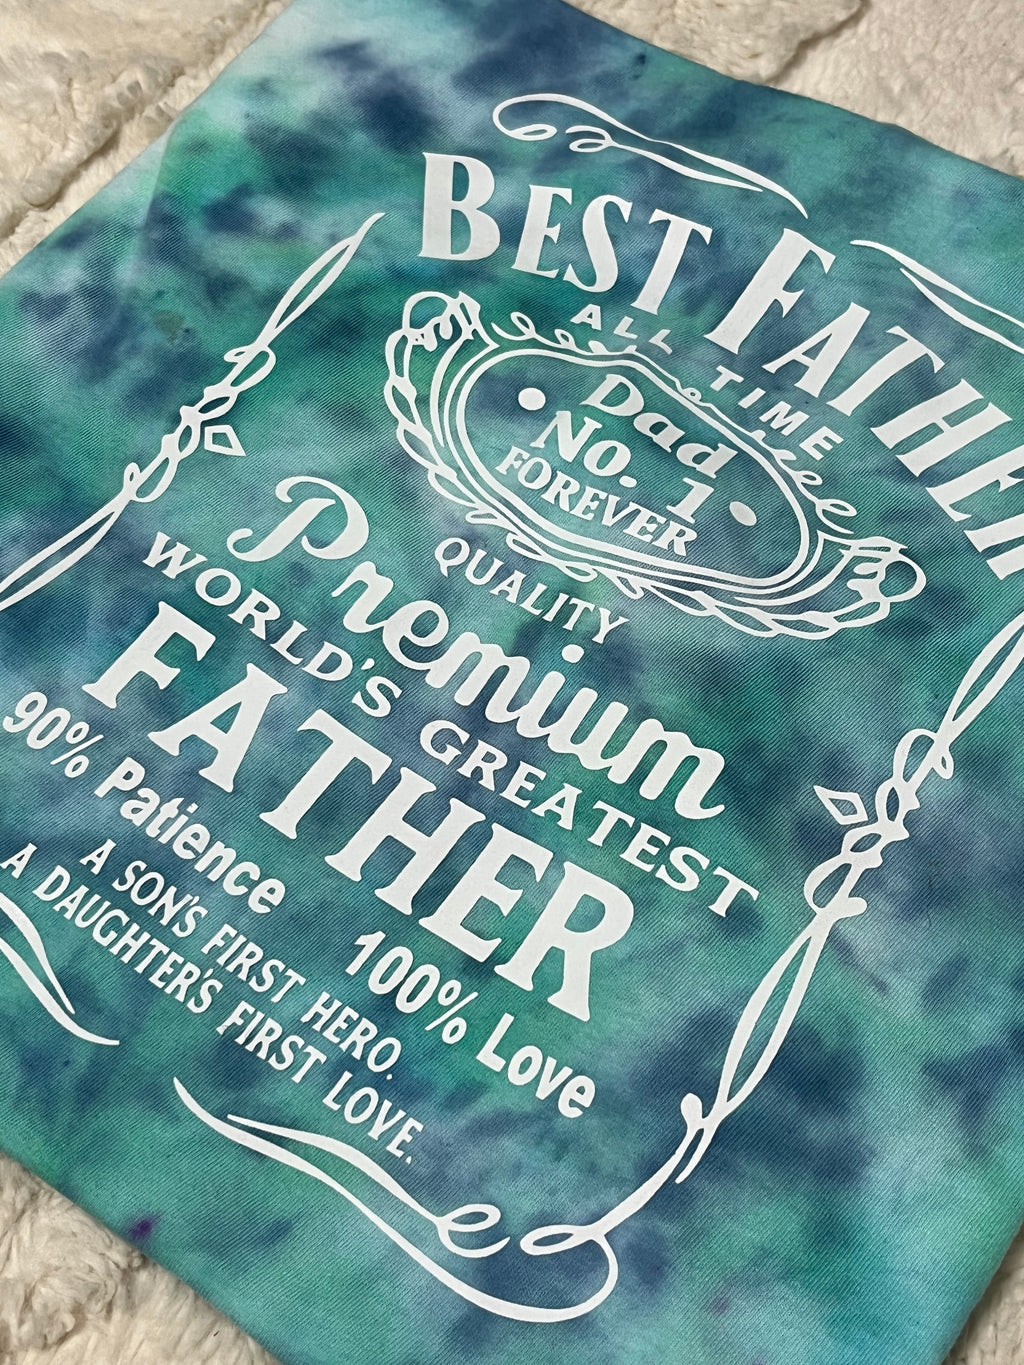 BEST FATHER
ALL TIME
Dad
NO. 1
FOREVER
Premium
QUALITY
WORLD'S GREATEST
FATHER
90% Patience 100% Love
A SON'S FIRST HERO.
A DAUGHTER'S FIRST LOVE.